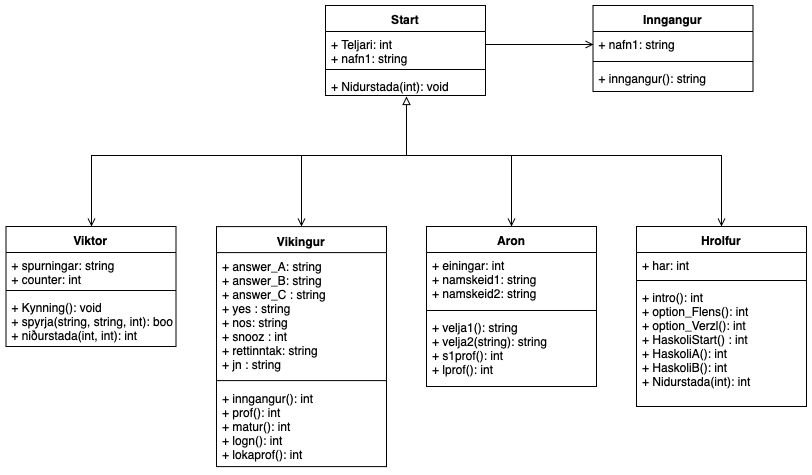 Start
+ Teljari: int
+ nafn1: string
+ Nidurstada(int): void
Inngangur
+ nafn1: string
+ inngangur(): string
Viktor
+ spurningar: string
+ counter: int
+ Kynning(): void
+ spyrja(string, string, int): boo
+ niðurstada(int, int): int
Vikingur
+ answer_A: string
+ answer_B: string
+ answer_C : string
+ yes : string
+ nos: string
+ snooz : int
+ rettinntak: string
+ jn : string
+ inngangur(): int
+ prof(): int
+ matur(): int
+ logn(): int
+ lokaprof(): int
Aron
+ einingar: int
+ namskeid1: string
+ namskeid2: string
+ velja1(): string
+ velja2(string): string
+ s1prof(): int
+ lprof(): int
Hrolfur
+ har: int
+ intro(): int
+ option_Flens(): int
+ option_Verzl(): int
+ HaskoliStart() : int
+ HaskoliA(): int
+ HaskoliB(): int
+ Nidurstada(int): int